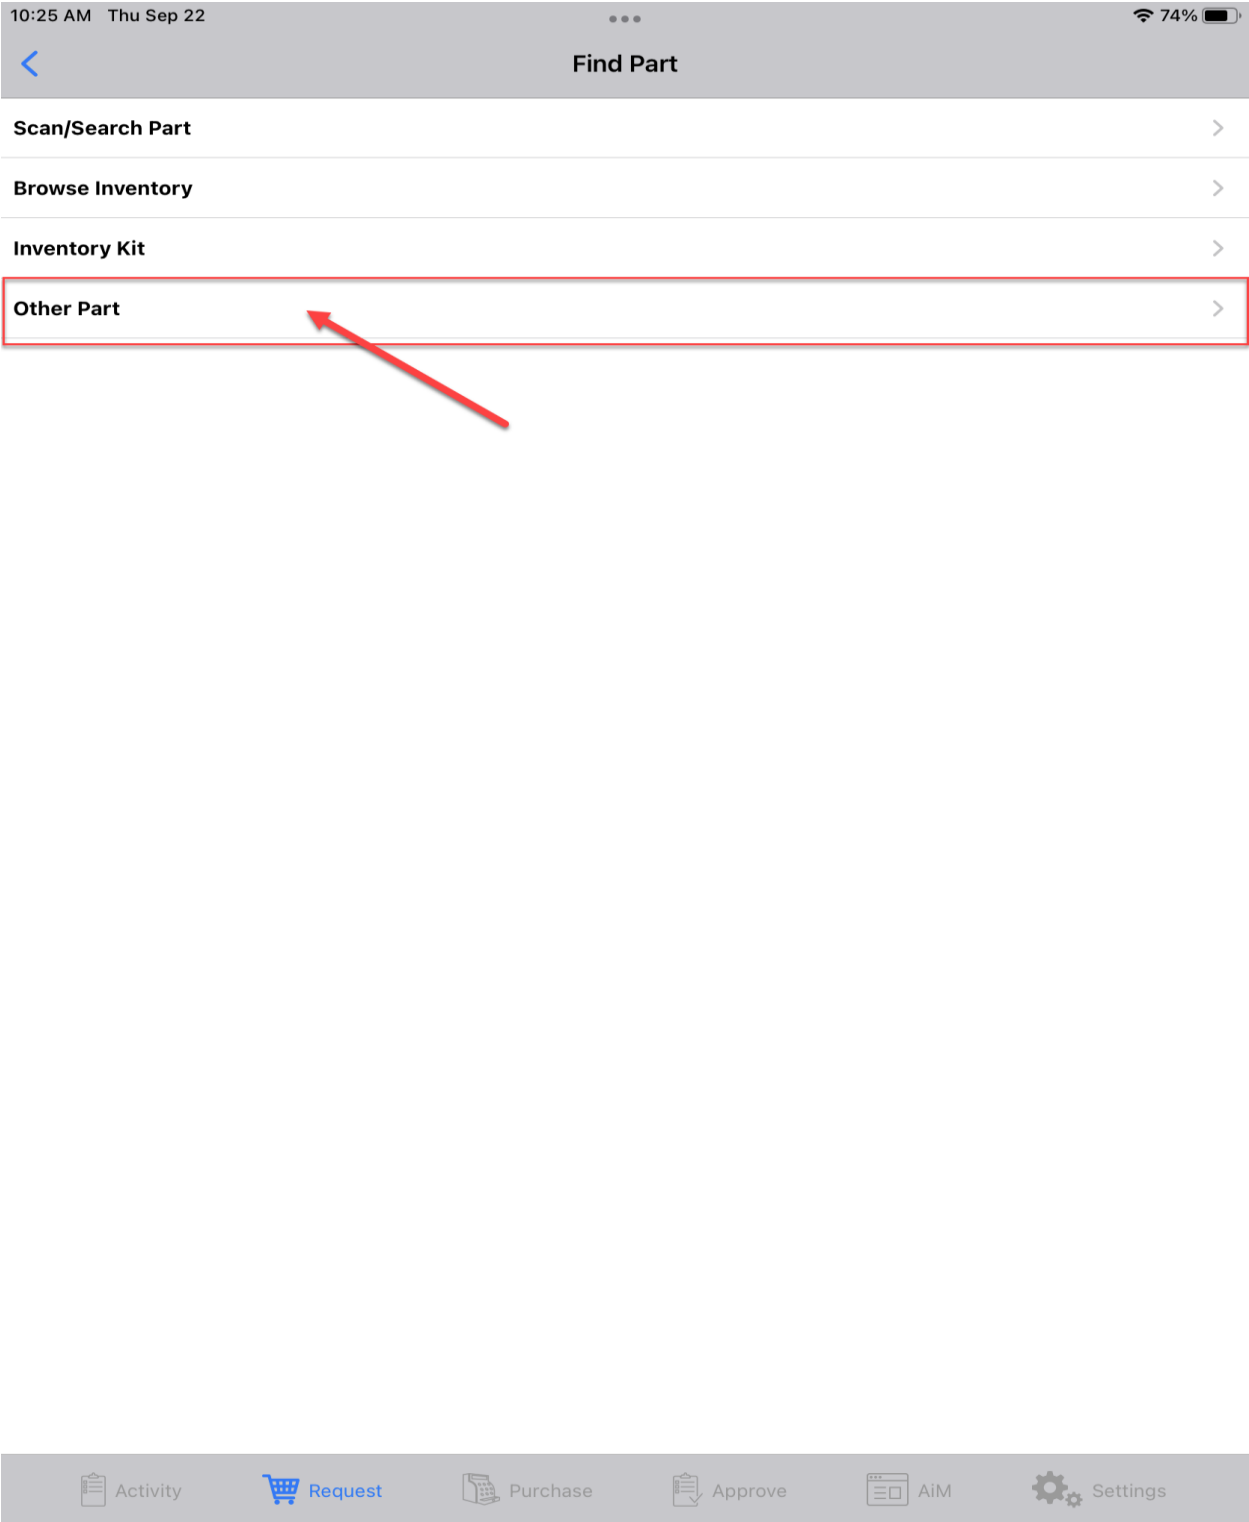 10:25 AM Thu Sep 22 74%
Find Part
Scan/Search Part
Browse Inventory
Inventory Kit
Other Part
Activity Request Purchase Approve AiM Settings